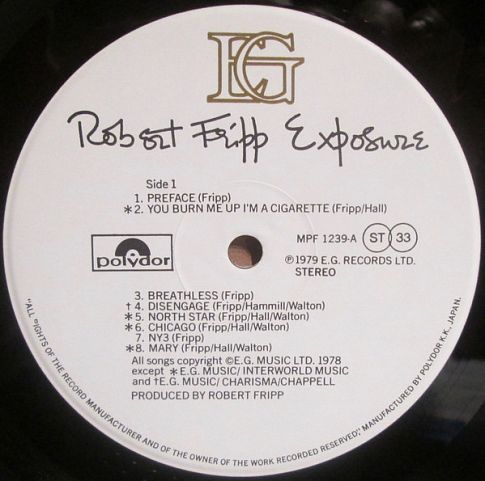 EG
Robert Fripp Exposure
Side 1
1. PREFACE (Fripp)
*2. YOU BURN ME UP I'M A CIGARETTE (Fripp/Hall)
polydor
MPF 1239-A ST 33
℗1979 E.G. RECORDS LTD.
STEREO
3. BREATHLESS (Fripp)
†4. DISENGAGE (Fripp/Hammill/Walton)
*5. NORTH STAR (Fripp/Hall/Walton)
*6. CHICAGO (Fripp/Hall/Walton)
7. NY3 (Fripp)
*8. MARY (Fripp/Hall/Walton)
All songs copyright ©E.G. MUSIC LTD. 1978
except *E.G. MUSIC/ INTERWORLD MUSIC
and †E.G. MUSIC/ CHARISMA/CHAPPELL
PRODUCED BY ROBERT FRIPP
"ALL RIGHTS OF THE RECORD MANUFACTURER AND OF THE OWNER OF THE WORK RECORDED RESERVED," MANUFACTURED BY POLYDOR K.K., JAPAN.